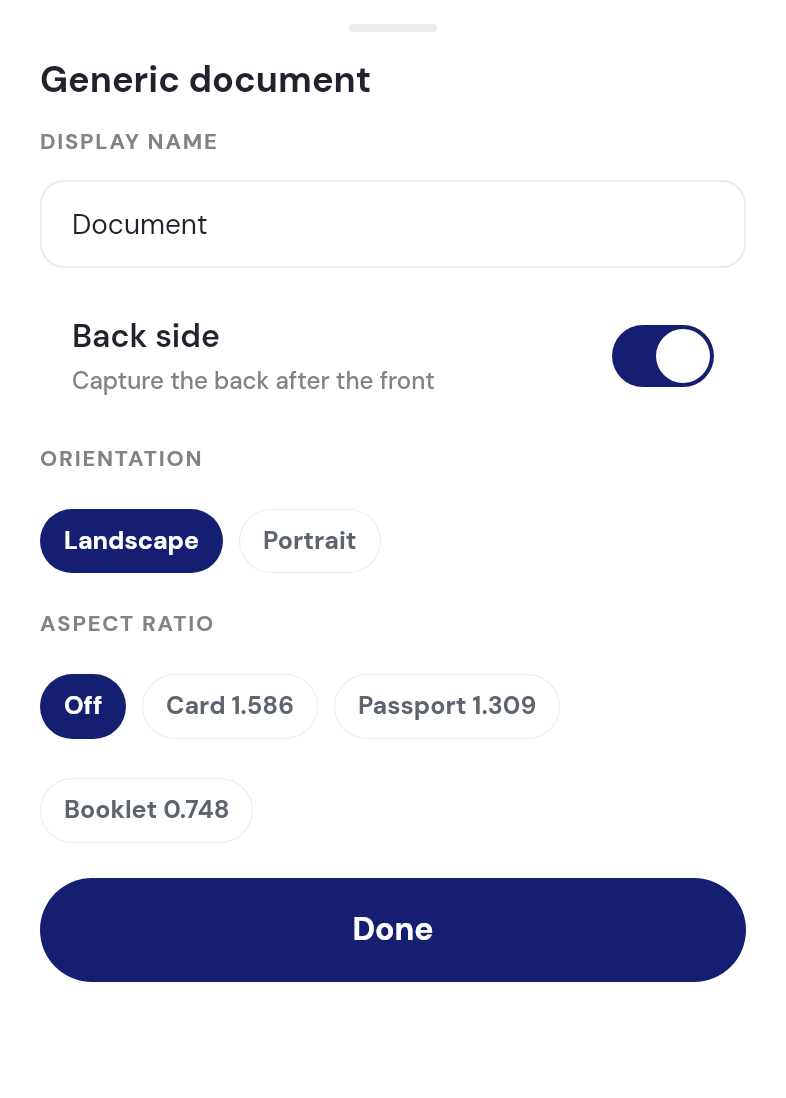 Generic document
DISPLAY NAME
Document
Back side
Capture the back after the front
ORIENTATION
Landscape
Portrait
ASPECT RATIO
Off
Card 1.586
Passport 1.309
Booklet 0.748
Done